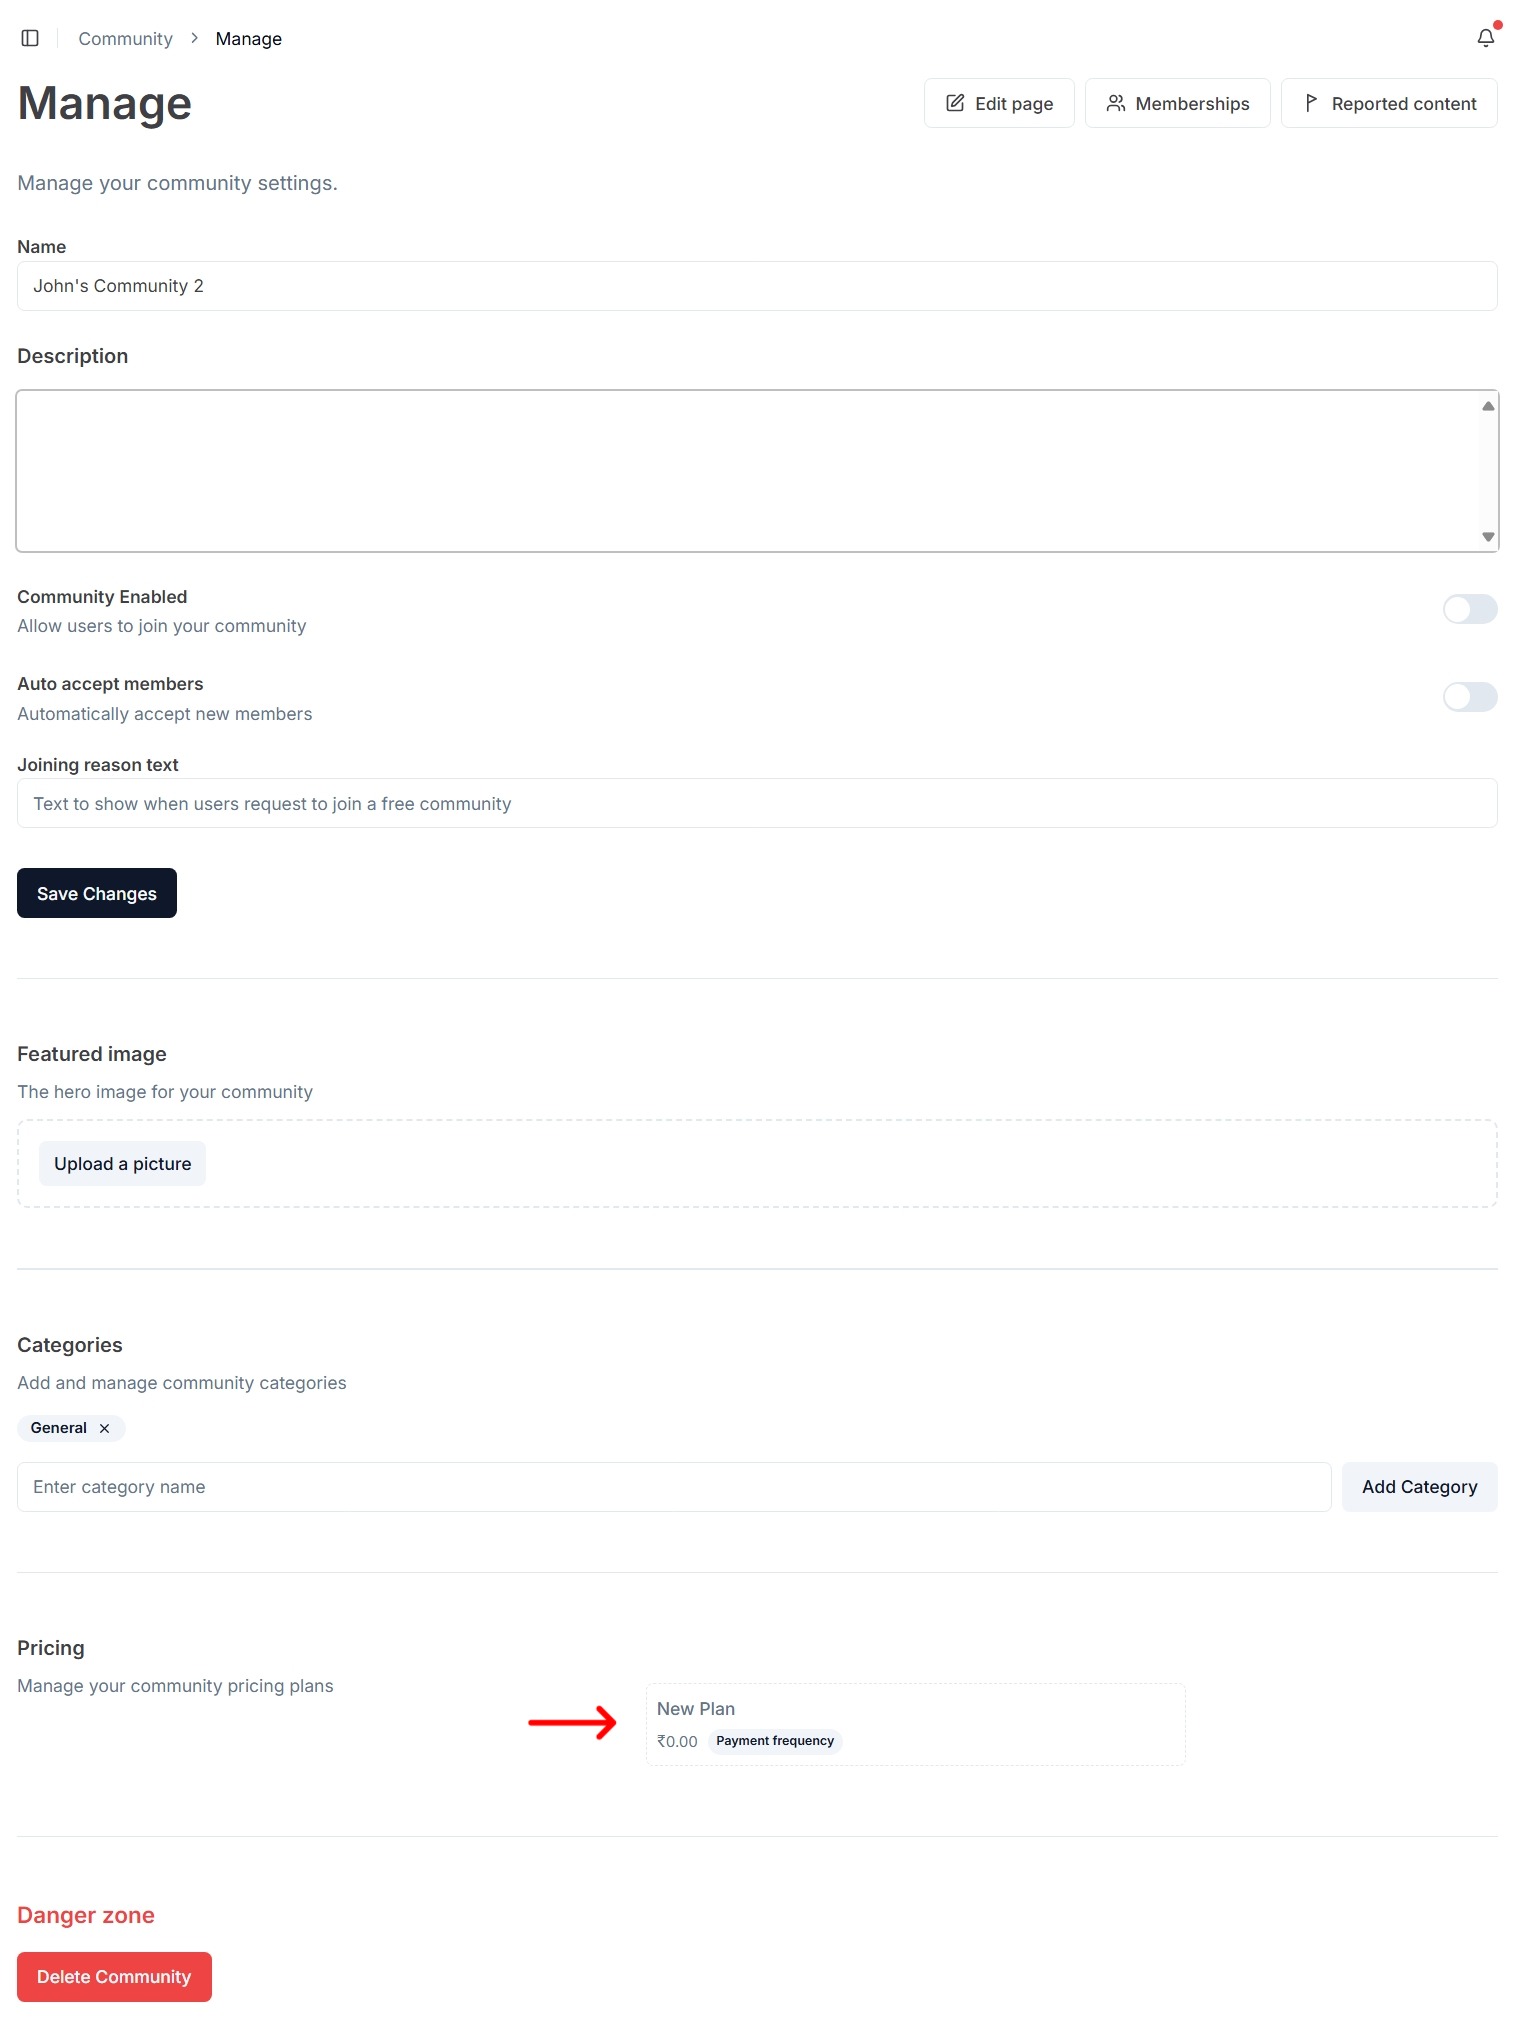 Community > Manage
Manage
Edit page
Memberships
Reported content
Manage your community settings.
Name
John's Community 2
Description
Community Enabled
Allow users to join your community
Auto accept members
Automatically accept new members
Joining reason text
Text to show when users request to join a free community
Save Changes
Featured image
The hero image for your community
Upload a picture
Categories
Add and manage community categories
General ×
Enter category name
Add Category
Pricing
Manage your community pricing plans
New Plan
₹0.00 Payment frequency
Danger zone
Delete Community